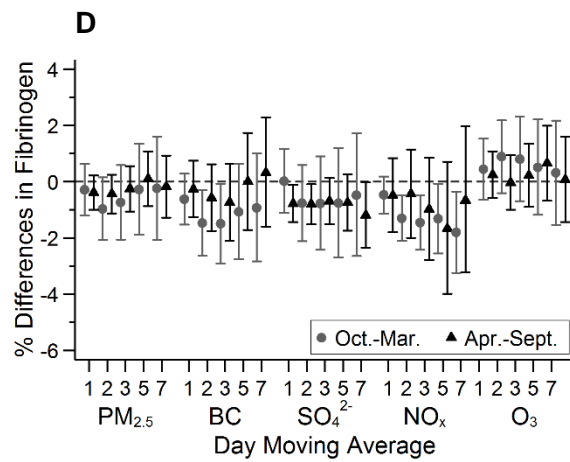 D
% Differences in Fibrinogen
4
2
0
-2
-4
-6
Oct.-Mar. Apr.-Sept.
1 2 3 5 7 1 2 3 5 7 1 2 3 5 7 1 2 3 5 7 1 2 3 5 7
PM2.5 BC SO4 2- NOx O3
Day Moving Average